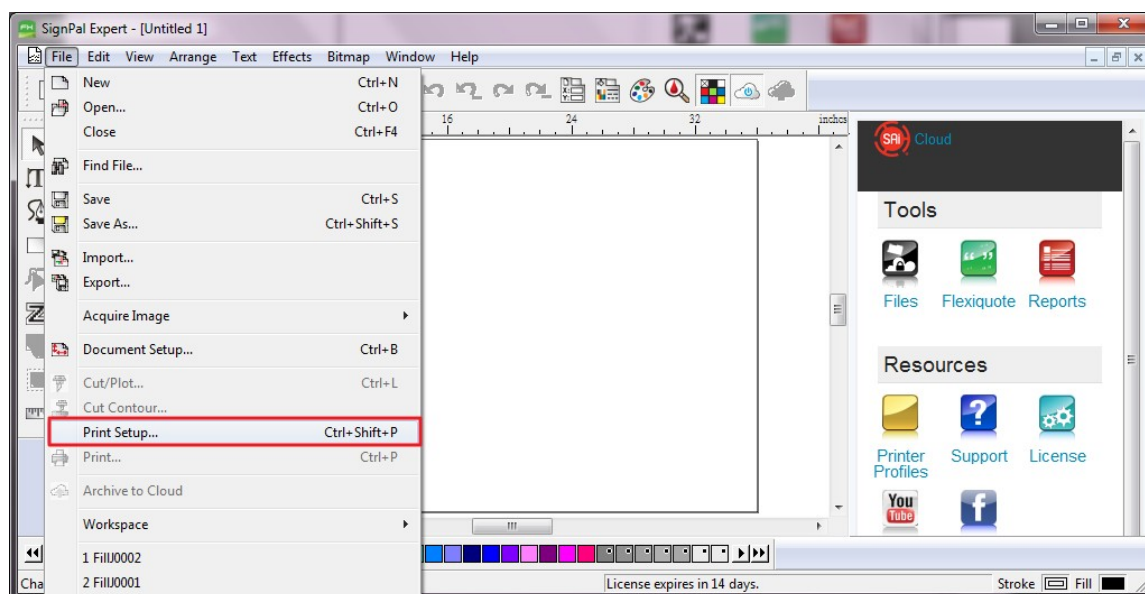 SignPal Expert - [Untitled 1]
File Edit View Arrange Text Effects Bitmap Window Help
New Ctrl+N
Open... Ctrl+O
Close Ctrl+F4
Find File...
Save Ctrl+S
Save As... Ctrl+Shift+S
Import...
Export...
Acquire Image
Document Setup... Ctrl+B
Cut/Plot... Ctrl+L
Cut Contour...
Print Setup... Ctrl+Shift+P
Print... Ctrl+P
Archive to Cloud
Workspace
1 FillJ0002
2 FillJ0001
16 24 32 inches
SAi Cloud
Tools
Files Flexiquote Reports
Resources
Printer Profiles
Support License
You Tube
Cha
License expires in 14 days.
Stroke Fill